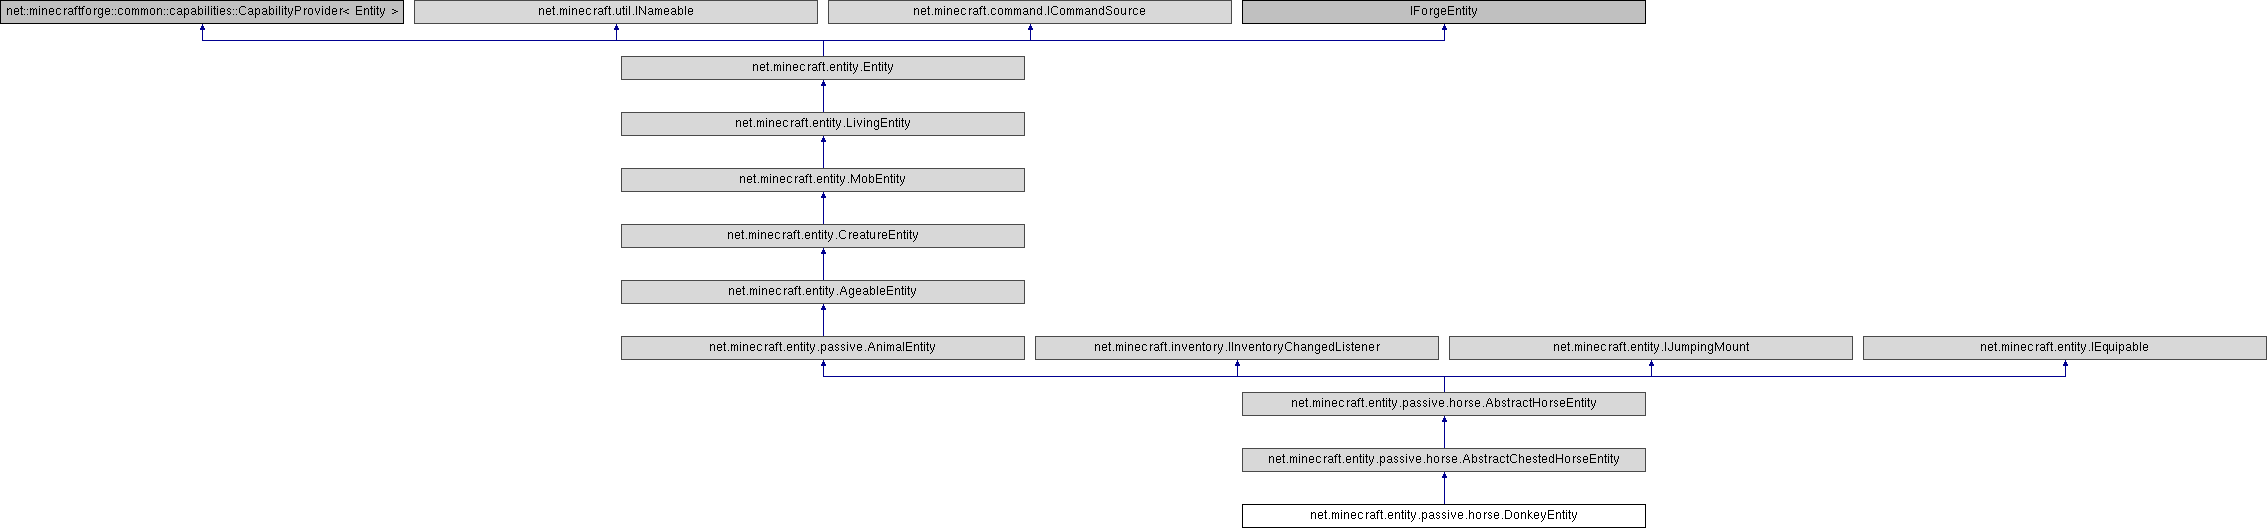 net::minecraftforge::common::capabilities::CapabilityProvider< Entity >
net.minecraft.util.INameable
net.minecraft.command.ICommandSource
IForgeEntity
net.minecraft.entity.Entity
net.minecraft.entity.LivingEntity
net.minecraft.entity.MobEntity
net.minecraft.entity.CreatureEntity
net.minecraft.entity.AgeableEntity
net.minecraft.entity.passive.AnimalEntity
net.minecraft.inventory.IInventoryChangedListener
net.minecraft.entity.IJumpingMount
net.minecraft.entity.IEquipable
net.minecraft.entity.passive.horse.AbstractHorseEntity
net.minecraft.entity.passive.horse.AbstractChestedHorseEntity
net.minecraft.entity.passive.horse.DonkeyEntity